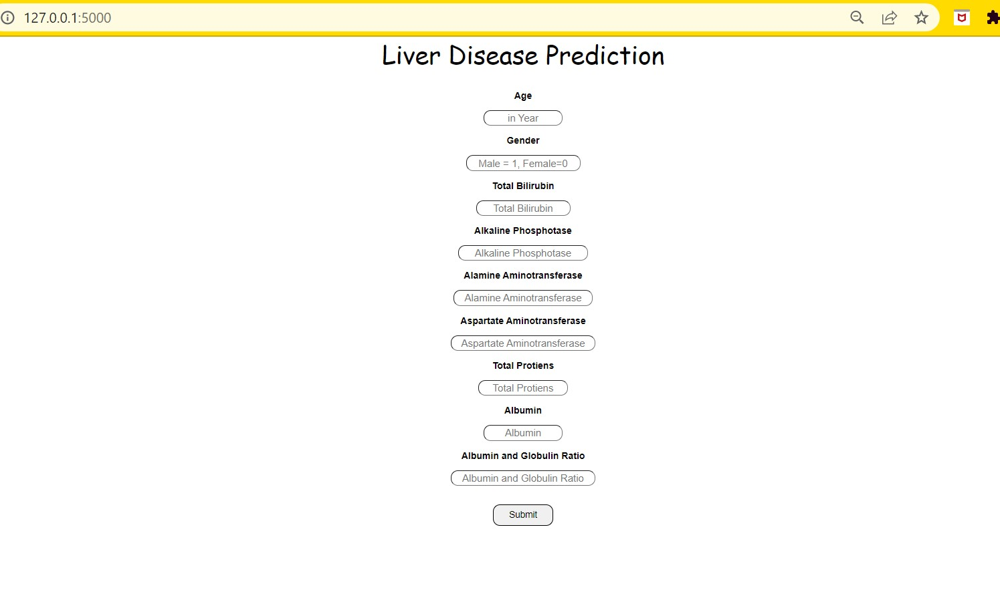 127.0.0.1:5000
Liver Disease Prediction
Age
in Year
Gender
Male = 1, Female=0
Total Bilirubin
Total Bilirubin
Alkaline Phosphotase
Alkaline Phosphotase
Alamine Aminotransferase
Alamine Aminotransferase
Aspartate Aminotransferase
Aspartate Aminotransferase
Total Protiens
Total Protiens
Albumin
Albumin
Albumin and Globulin Ratio
Albumin and Globulin Ratio
Submit